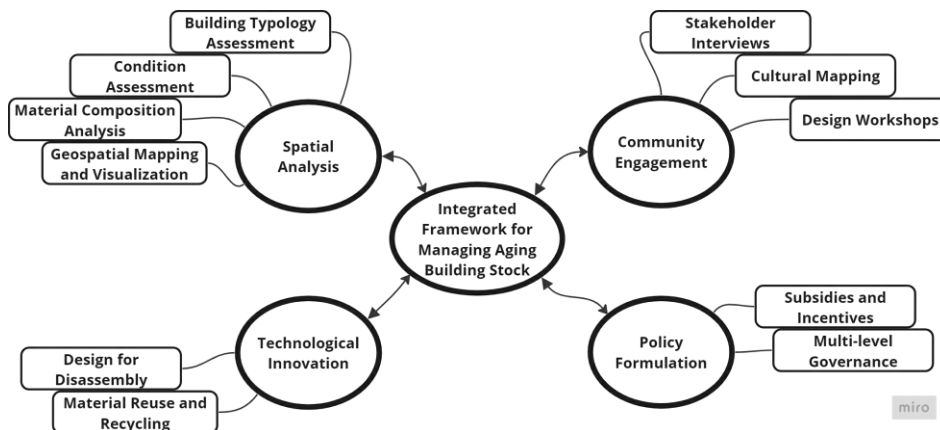 Building Typology
Assessment
Condition
Assessment
Material Composition
Analysis
Geospatial Mapping
and Visualization
Spatial
Analysis
Stakeholder
Interviews
Cultural Mapping
Design Workshops
Community
Engagement
Integrated
Framework for
Managing Aging
Building Stock
Technological
Innovation
Design for
Disassembly
Material Reuse and
Recycling
Policy
Formulation
Subsidies and
Incentives
Multi-level
Governance
miro